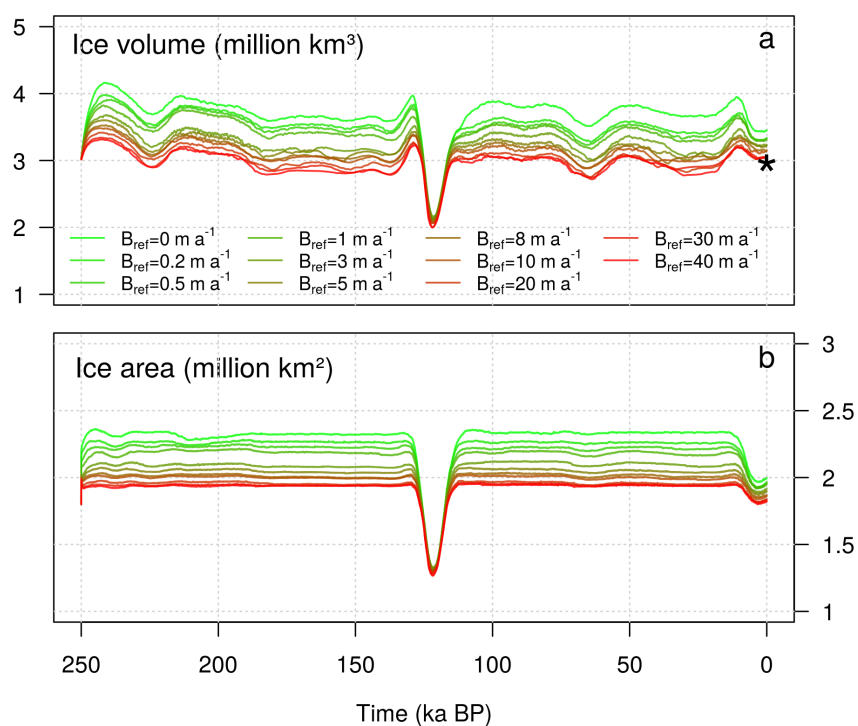 Ice volume (million km³)
a
5
4
3
2
1
*
B_ref=0 m a⁻¹
B_ref=0.2 m a⁻¹
B_ref=0.5 m a⁻¹
B_ref=1 m a⁻¹
B_ref=3 m a⁻¹
B_ref=5 m a⁻¹
B_ref=8 m a⁻¹
B_ref=10 m a⁻¹
B_ref=20 m a⁻¹
B_ref=30 m a⁻¹
B_ref=40 m a⁻¹
Ice area (million km²)
b
3
2.5
2
1.5
1
250 200 150 100 50 0
Time (ka BP)